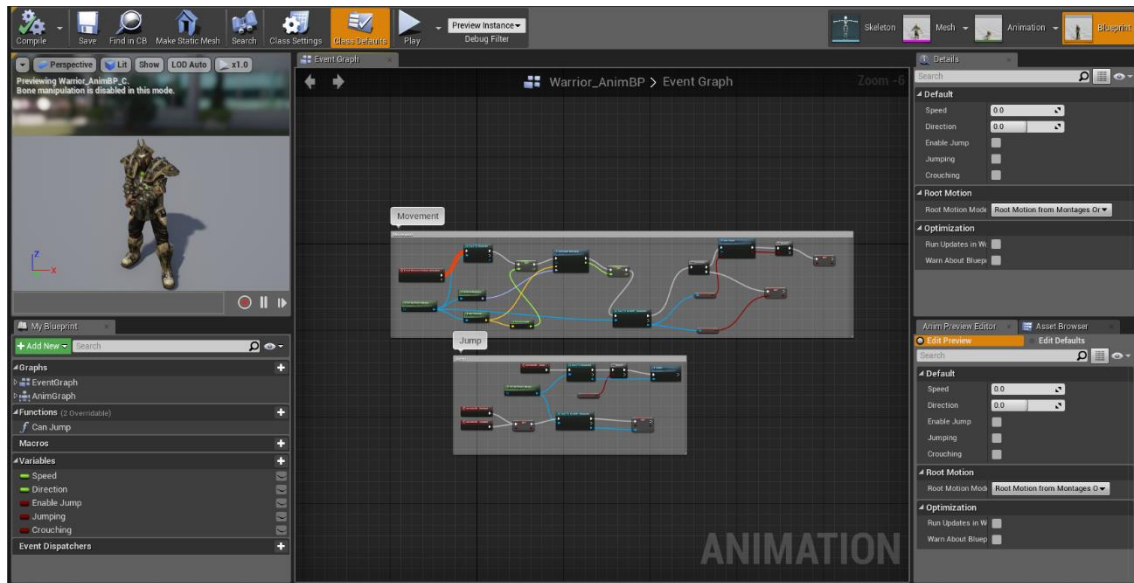 Compile
Save
Find in CB
Make Static Mesh
Search
Class Settings
Class Defaults
Play
Preview Instance
Debug Filter
Skeleton
Mesh
Animation
Blueprint
Perspective
Lit
Show
LOD Auto
x1.0
Previewing Warrior_AnimBP_C.
Bone manipulation is disabled in this mode.
Z
X
My Blueprint
+ Add New
Search
Graphs
EventGraph
AnimGraph
Functions (2 Overridable)
f Can Jump
Macros
Variables
Speed
Direction
Enable Jump
Jumping
Crouching
Event Dispatchers
Event Graph
Warrior_AnimBP > Event Graph
Zoom -6
Movement
Jump
ANIMATION
Details
Search
Default
Speed 0.0
Direction 0.0
Enable Jump
Jumping
Crouching
Root Motion
Root Motion Mode Root Motion from Montages Or
Optimization
Run Updates in W
Warn About Bluep
Anim Preview Editor
Asset Browser
Edit Preview
Edit Defaults
Search
Default
Speed 0.0
Direction 0.0
Enable Jump
Jumping
Crouching
Root Motion
Root Motion Mod Root Motion from Montages O
Optimization
Run Updates in W
Warn About Bluep